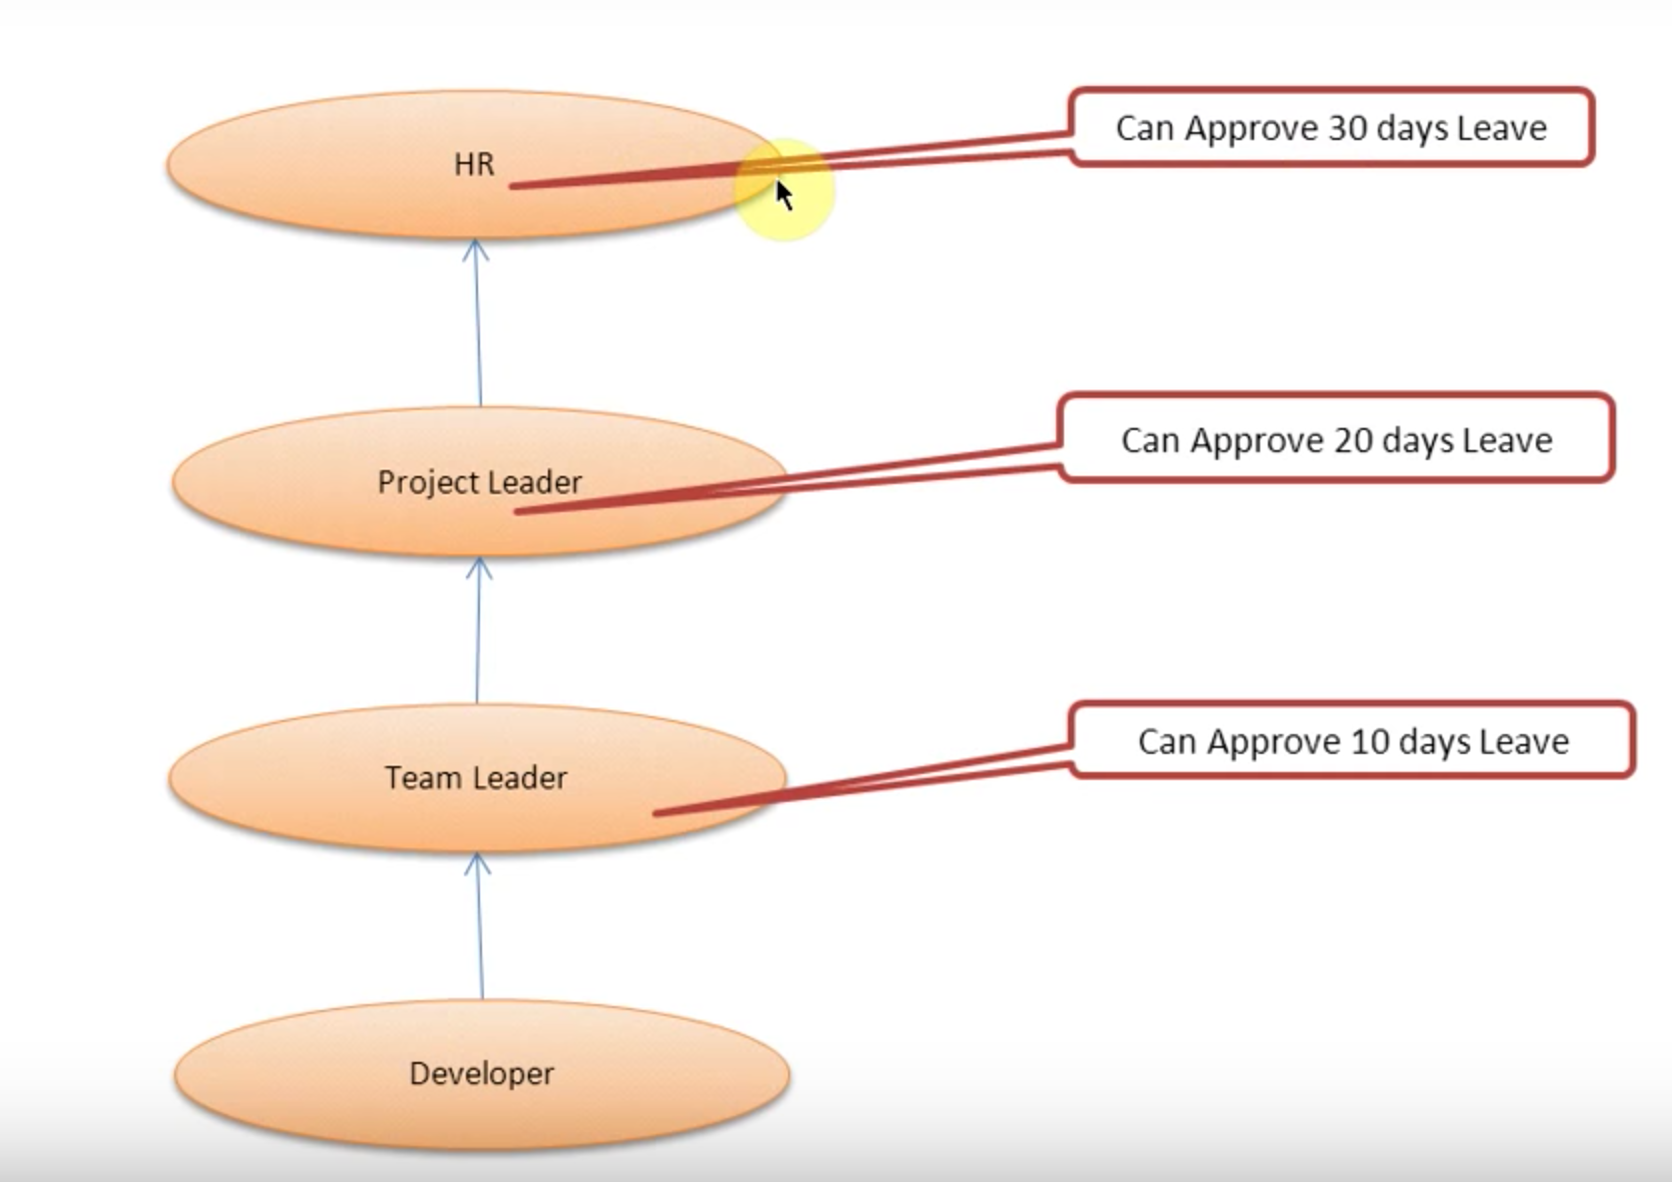 HR
Can Approve 30 days Leave
Project Leader
Can Approve 20 days Leave
Team Leader
Can Approve 10 days Leave
Developer